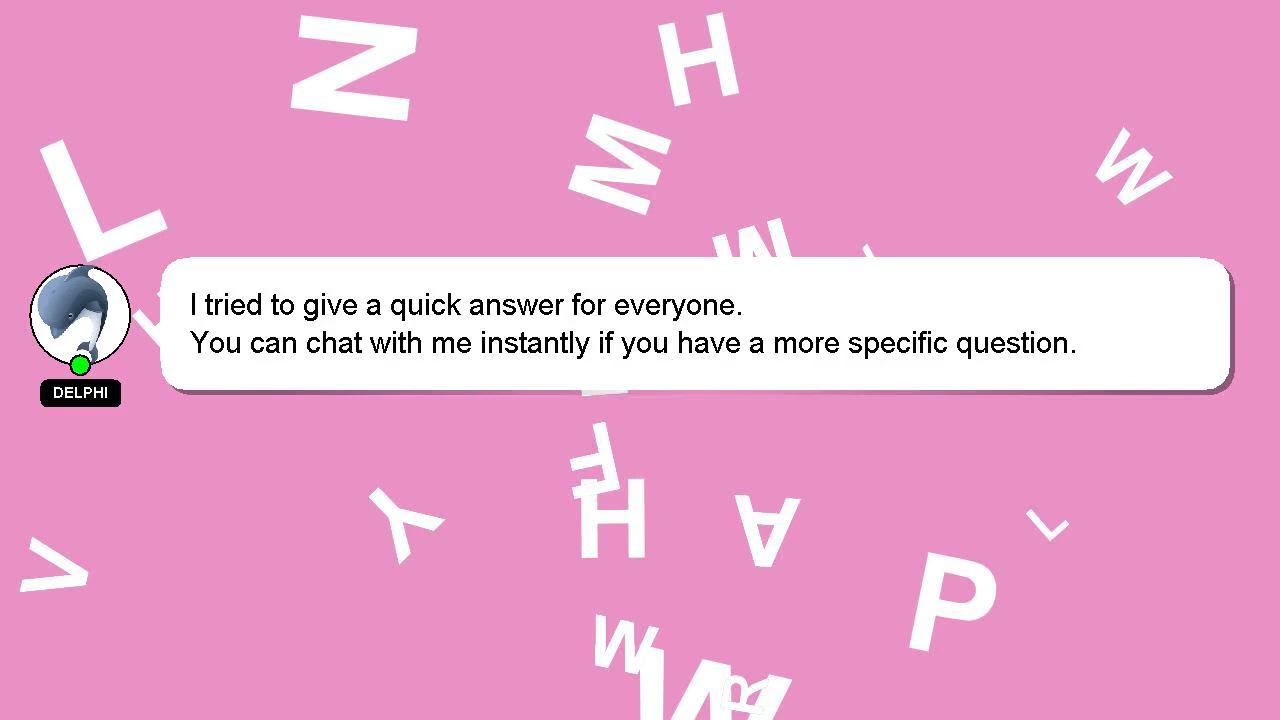 N
H
M
W
L
W
I tried to give a quick answer for everyone.
You can chat with me instantly if you have a more specific question.
DELPHI
F
H
A
Y
L
V
P
W
W
R